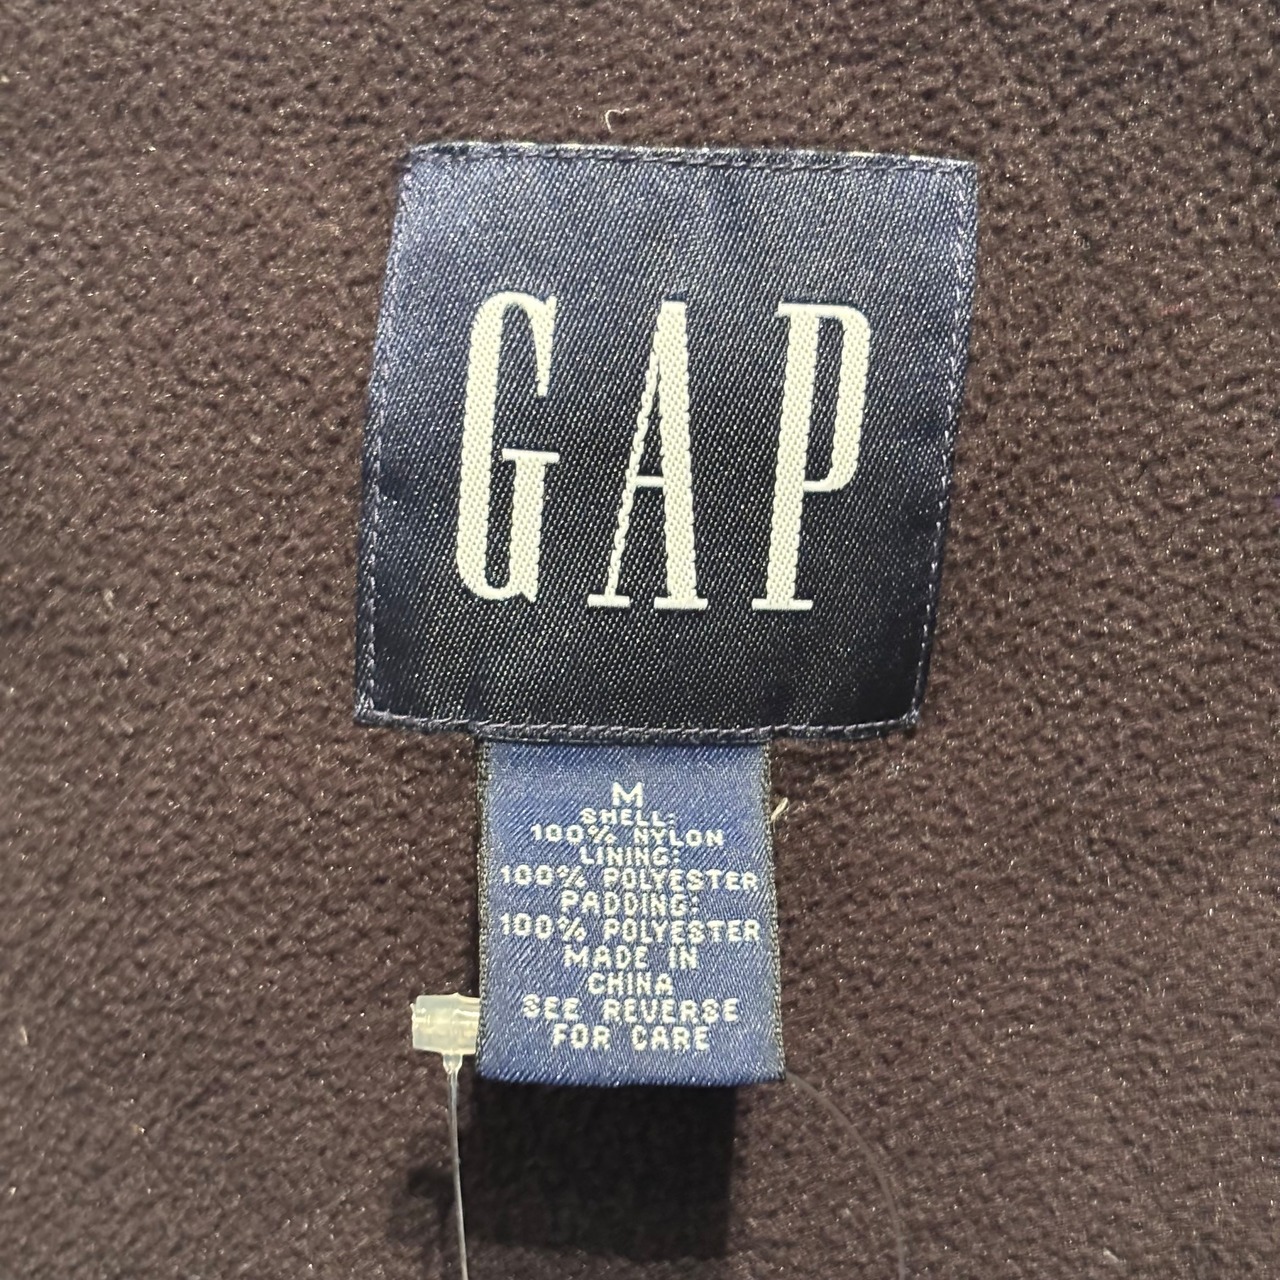 GAP
M
SHELL:
100% NYLON
LINING:
100% POLYESTER
PADDING:
100% POLYESTER
MADE IN
CHINA
SEE REVERSE
FOR CARE